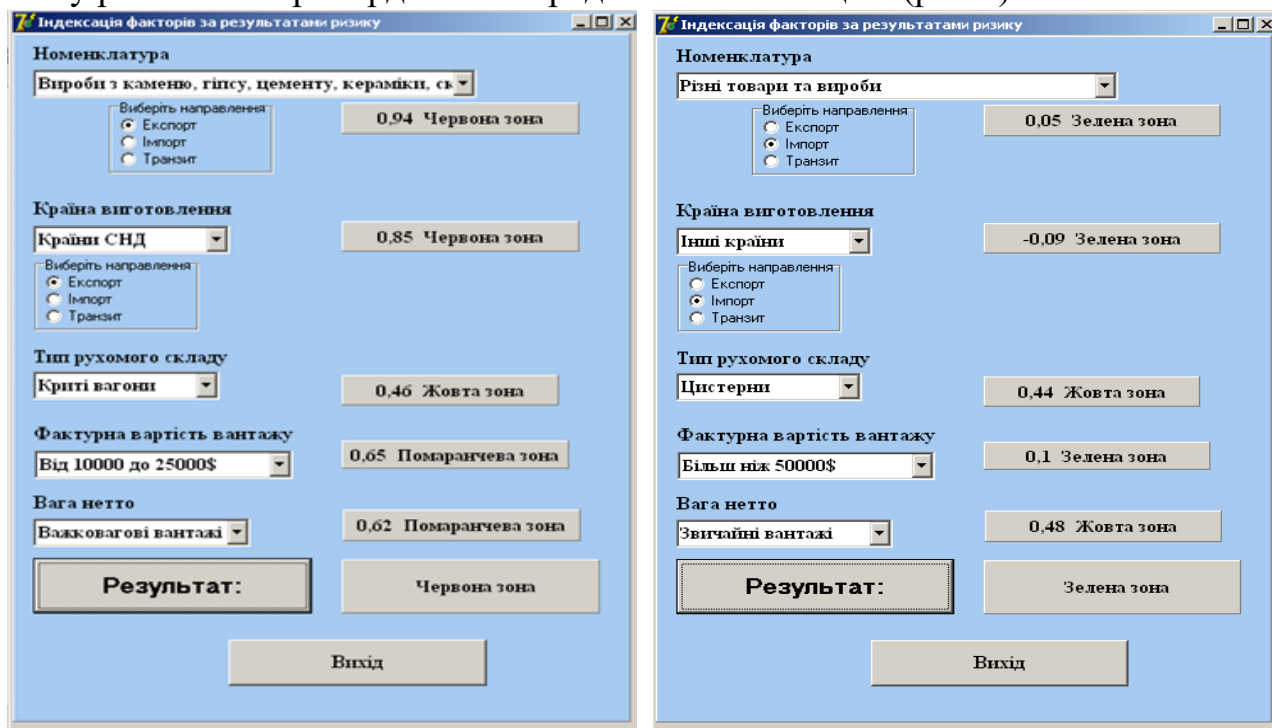 Індексація факторів за результатами ризику
Номенклатура
Вироби з каменю, гіпсу, цементу, кераміки, ск
Виберіть направлення
Експорт
Імпорт
Транзит
0,94 Червона зона
Країна виготовлення
Країни СНД
0,85 Червона зона
Виберіть направлення
Експорт
Імпорт
Транзит
Тип рухомого складу
Криті вагони
0,46 Жовта зона
Фактурна вартість вантажу
Від 10000 до 25000$
0,65 Помаранчева зона
Вага нетто
Важковагові вантажі
0,62 Помаранчева зона
Результат:
Червона зона
Вихід
Індексація факторів за результатами ризику
Номенклатура
Різні товари та вироби
Виберіть направлення
Експорт
Імпорт
Транзит
0,05 Зелена зона
Країна виготовлення
Інші країни
-0,09 Зелена зона
Виберіть направлення
Експорт
Імпорт
Транзит
Тип рухомого складу
Цистерни
0,44 Жовта зона
Фактурна вартість вантажу
Більш ніж 50000$
0,1 Зелена зона
Вага нетто
Звичайні вантажі
0,48 Жовта зона
Результат:
Зелена зона
Вихід